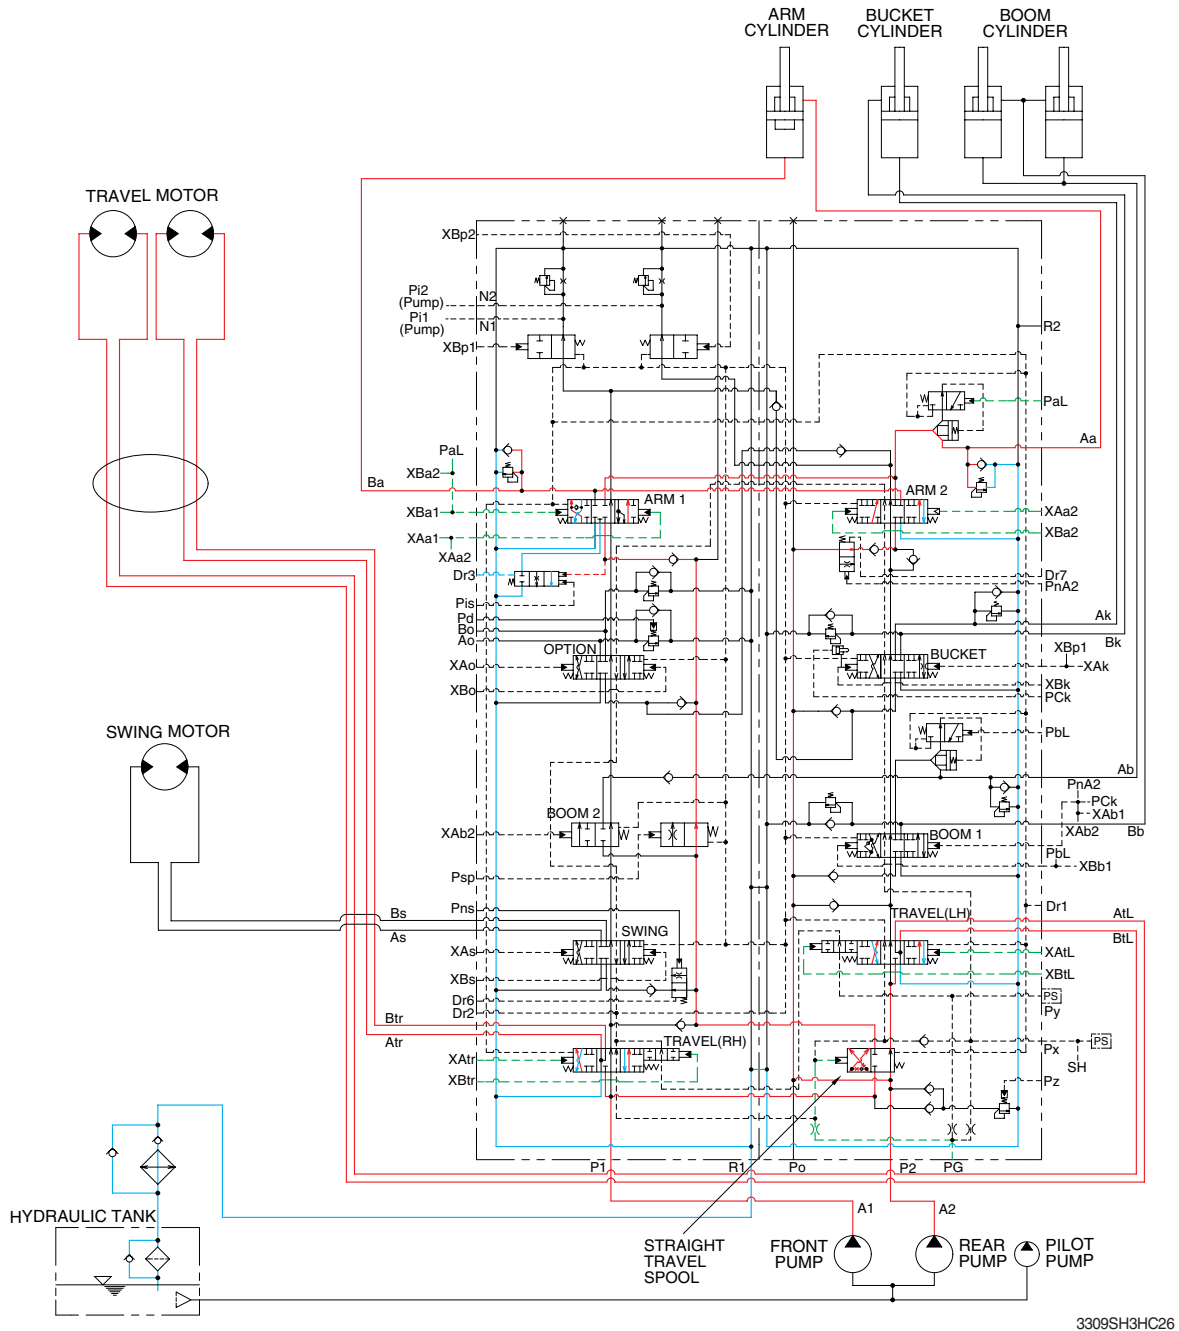 ARM
CYLINDER
BUCKET
CYLINDER
BOOM
CYLINDER
TRAVEL MOTOR
XBp2
Pi2
(Pump)
N2
Pi1
(Pump)
N1
XBp1
R2
PaL
Aa
PaL
XBa2
Ba
ARM 1
ARM 2
XBa1
XAa2
XAa1
XBa2
XAa2
Dr3
Dr7
PnA2
Pis
Pd
Bo
Ao
Ak
Bk
OPTION
BUCKET
XBp1
XAo
XAk
XBo
XBk
PCk
SWING MOTOR
PbL
Ab
PnA2
PCk
XAb1
XAb2
Bb
BOOM 2
BOOM 1
XAb2
PbL
XBb1
Psp
Pns
Dr1
Bs
As
SWING
TRAVEL(LH)
AtL
BtL
XAs
XAtL
XBs
XBtL
Dr6
Dr2
PS
Py
Btr
Atr
TRAVEL(RH)
Px
PS
SH
XAtr
XBtr
Pz
P1
R1
Po
P2
PG
A1
A2
HYDRAULIC TANK
STRAIGHT
TRAVEL
SPOOL
FRONT
PUMP
REAR
PUMP
PILOT
PUMP
3309SH3HC26